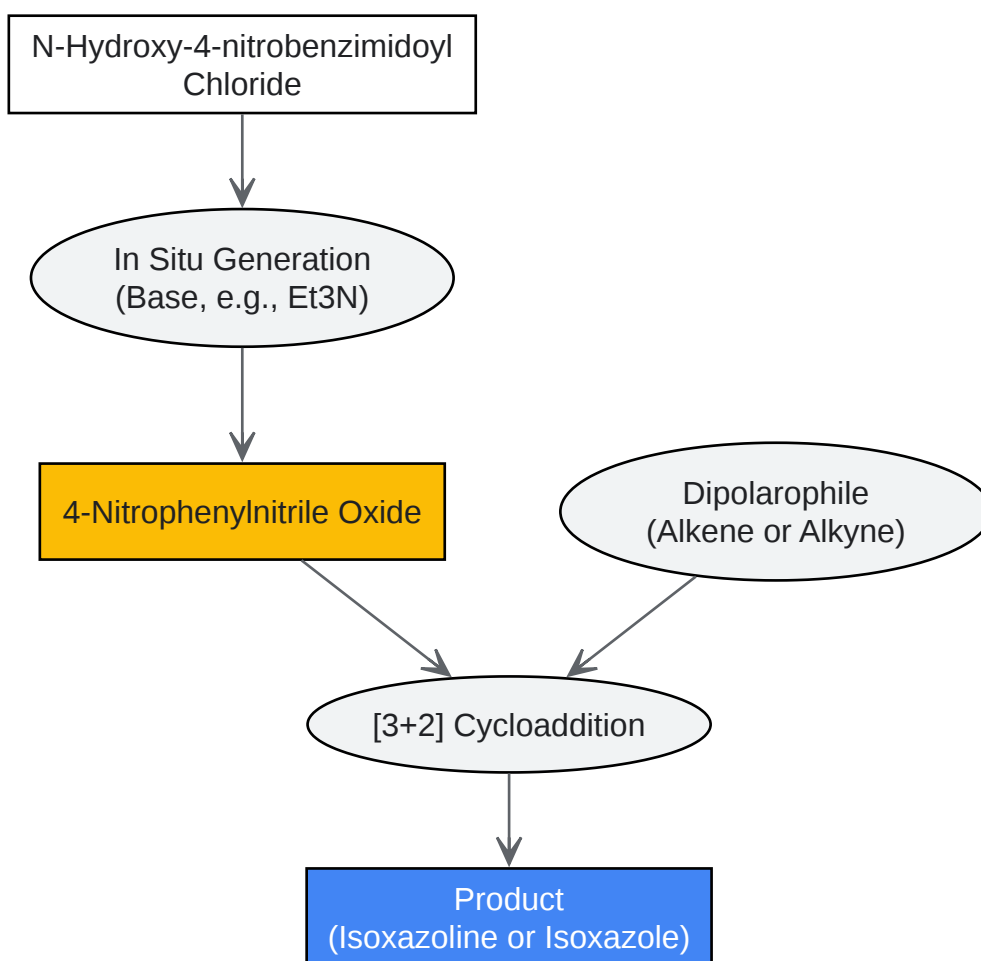 N-Hydroxy-4-nitrobenzimidoyl
Chloride
In Situ Generation
(Base, e.g., Et3N)
4-Nitrophenylnitrile Oxide
Dipolarophile
(Alkene or Alkyne)
[3+2] Cycloaddition
Product
(Isoxazoline or Isoxazole)